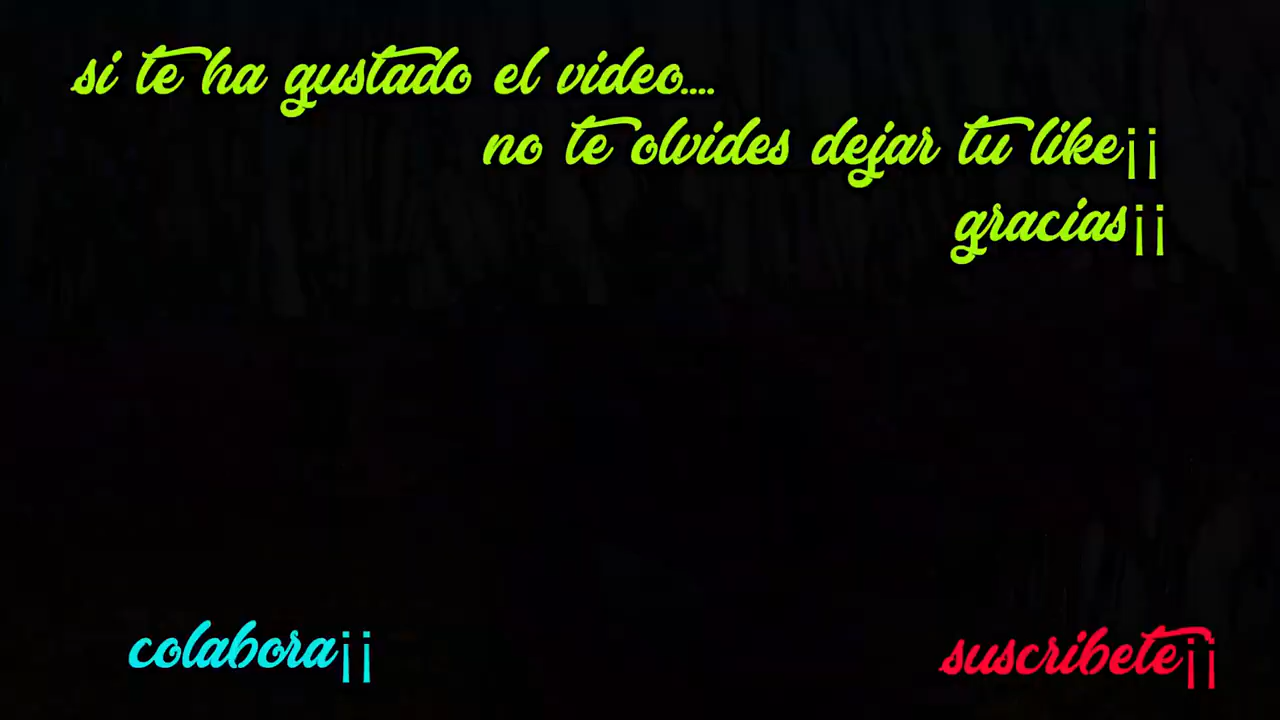 si te ha gustado el video....
no te olvides dejar tu like¡¡
gracias¡¡
colabora¡¡
suscribete¡¡